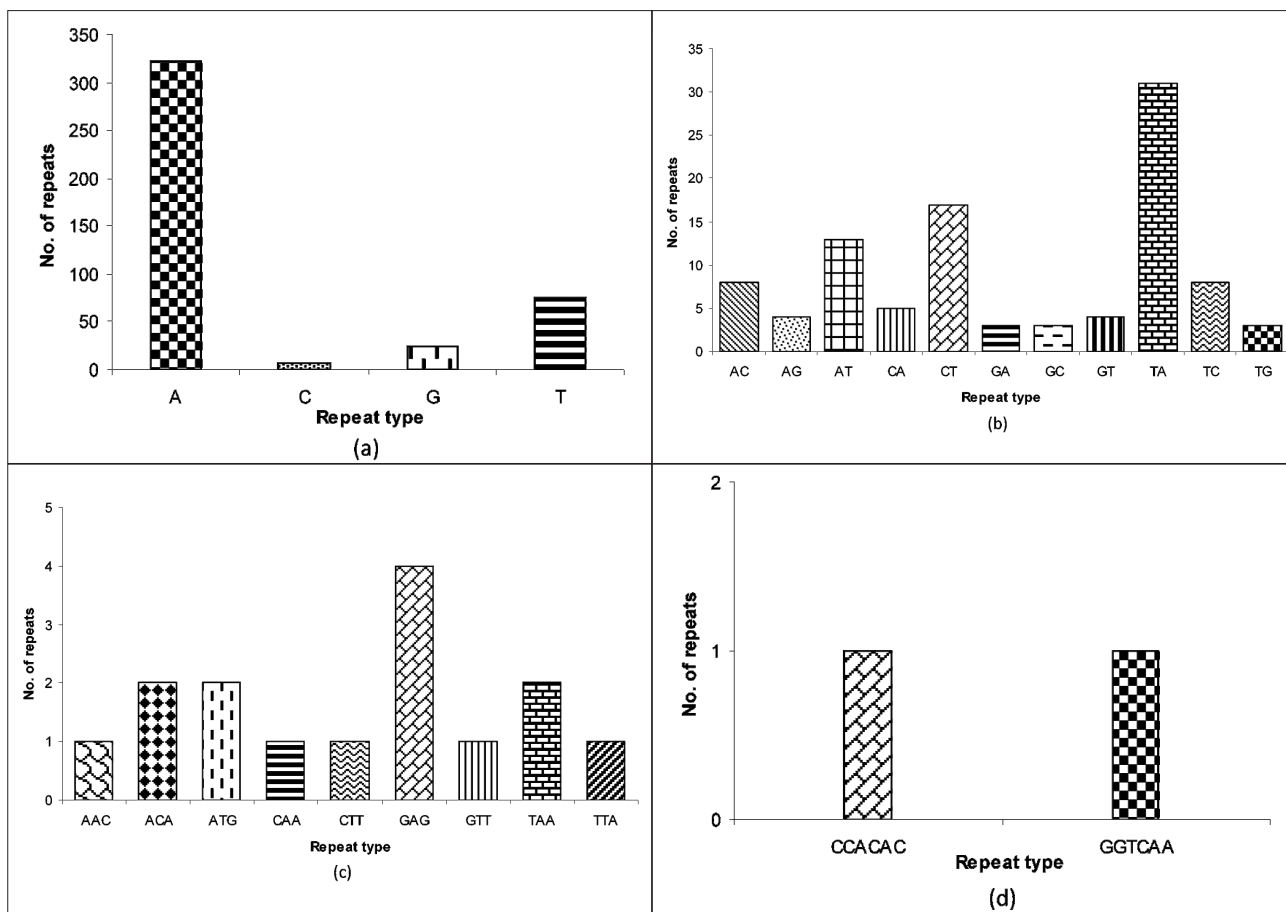 350
300
250
200
150
100
50
0
No. of repeats
A C G T
Repeat type
(a)
35
30
25
20
15
10
5
0
No. of repeats
AC AG AT CA CT GA GC GT TA TC TG
Repeat type
(b)
5
4
3
2
1
0
No. of repeats
AAC ACA ATG CAA CTT GAG GTT TAA TTA
Repeat type
(c)
2
1
0
No. of repeats
CCACAC GGTCAA
Repeat type
(d)